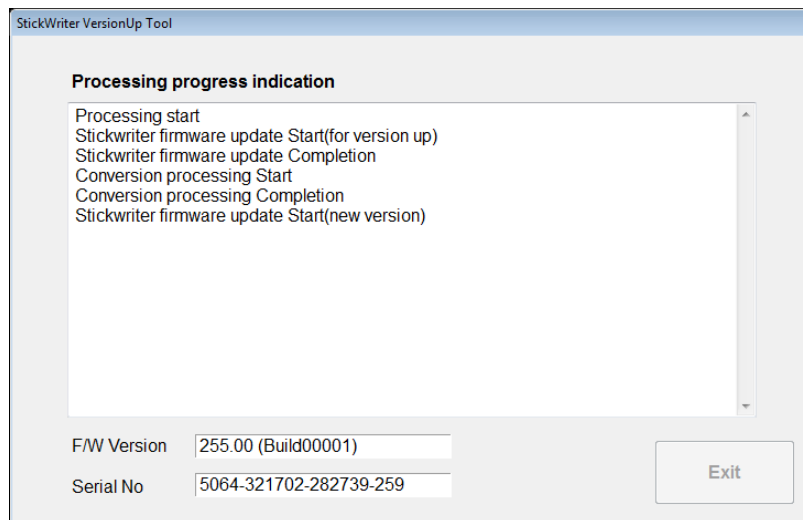 StickWriter VersionUp Tool
Processing progress indication
Processing start
Stickwriter firmware update Start(for version up)
Stickwriter firmware update Completion
Conversion processing Start
Conversion processing Completion
Stickwriter firmware update Start(new version)
F/W Version 255.00 (Build00001)
Serial No 5064-321702-282739-259
Exit